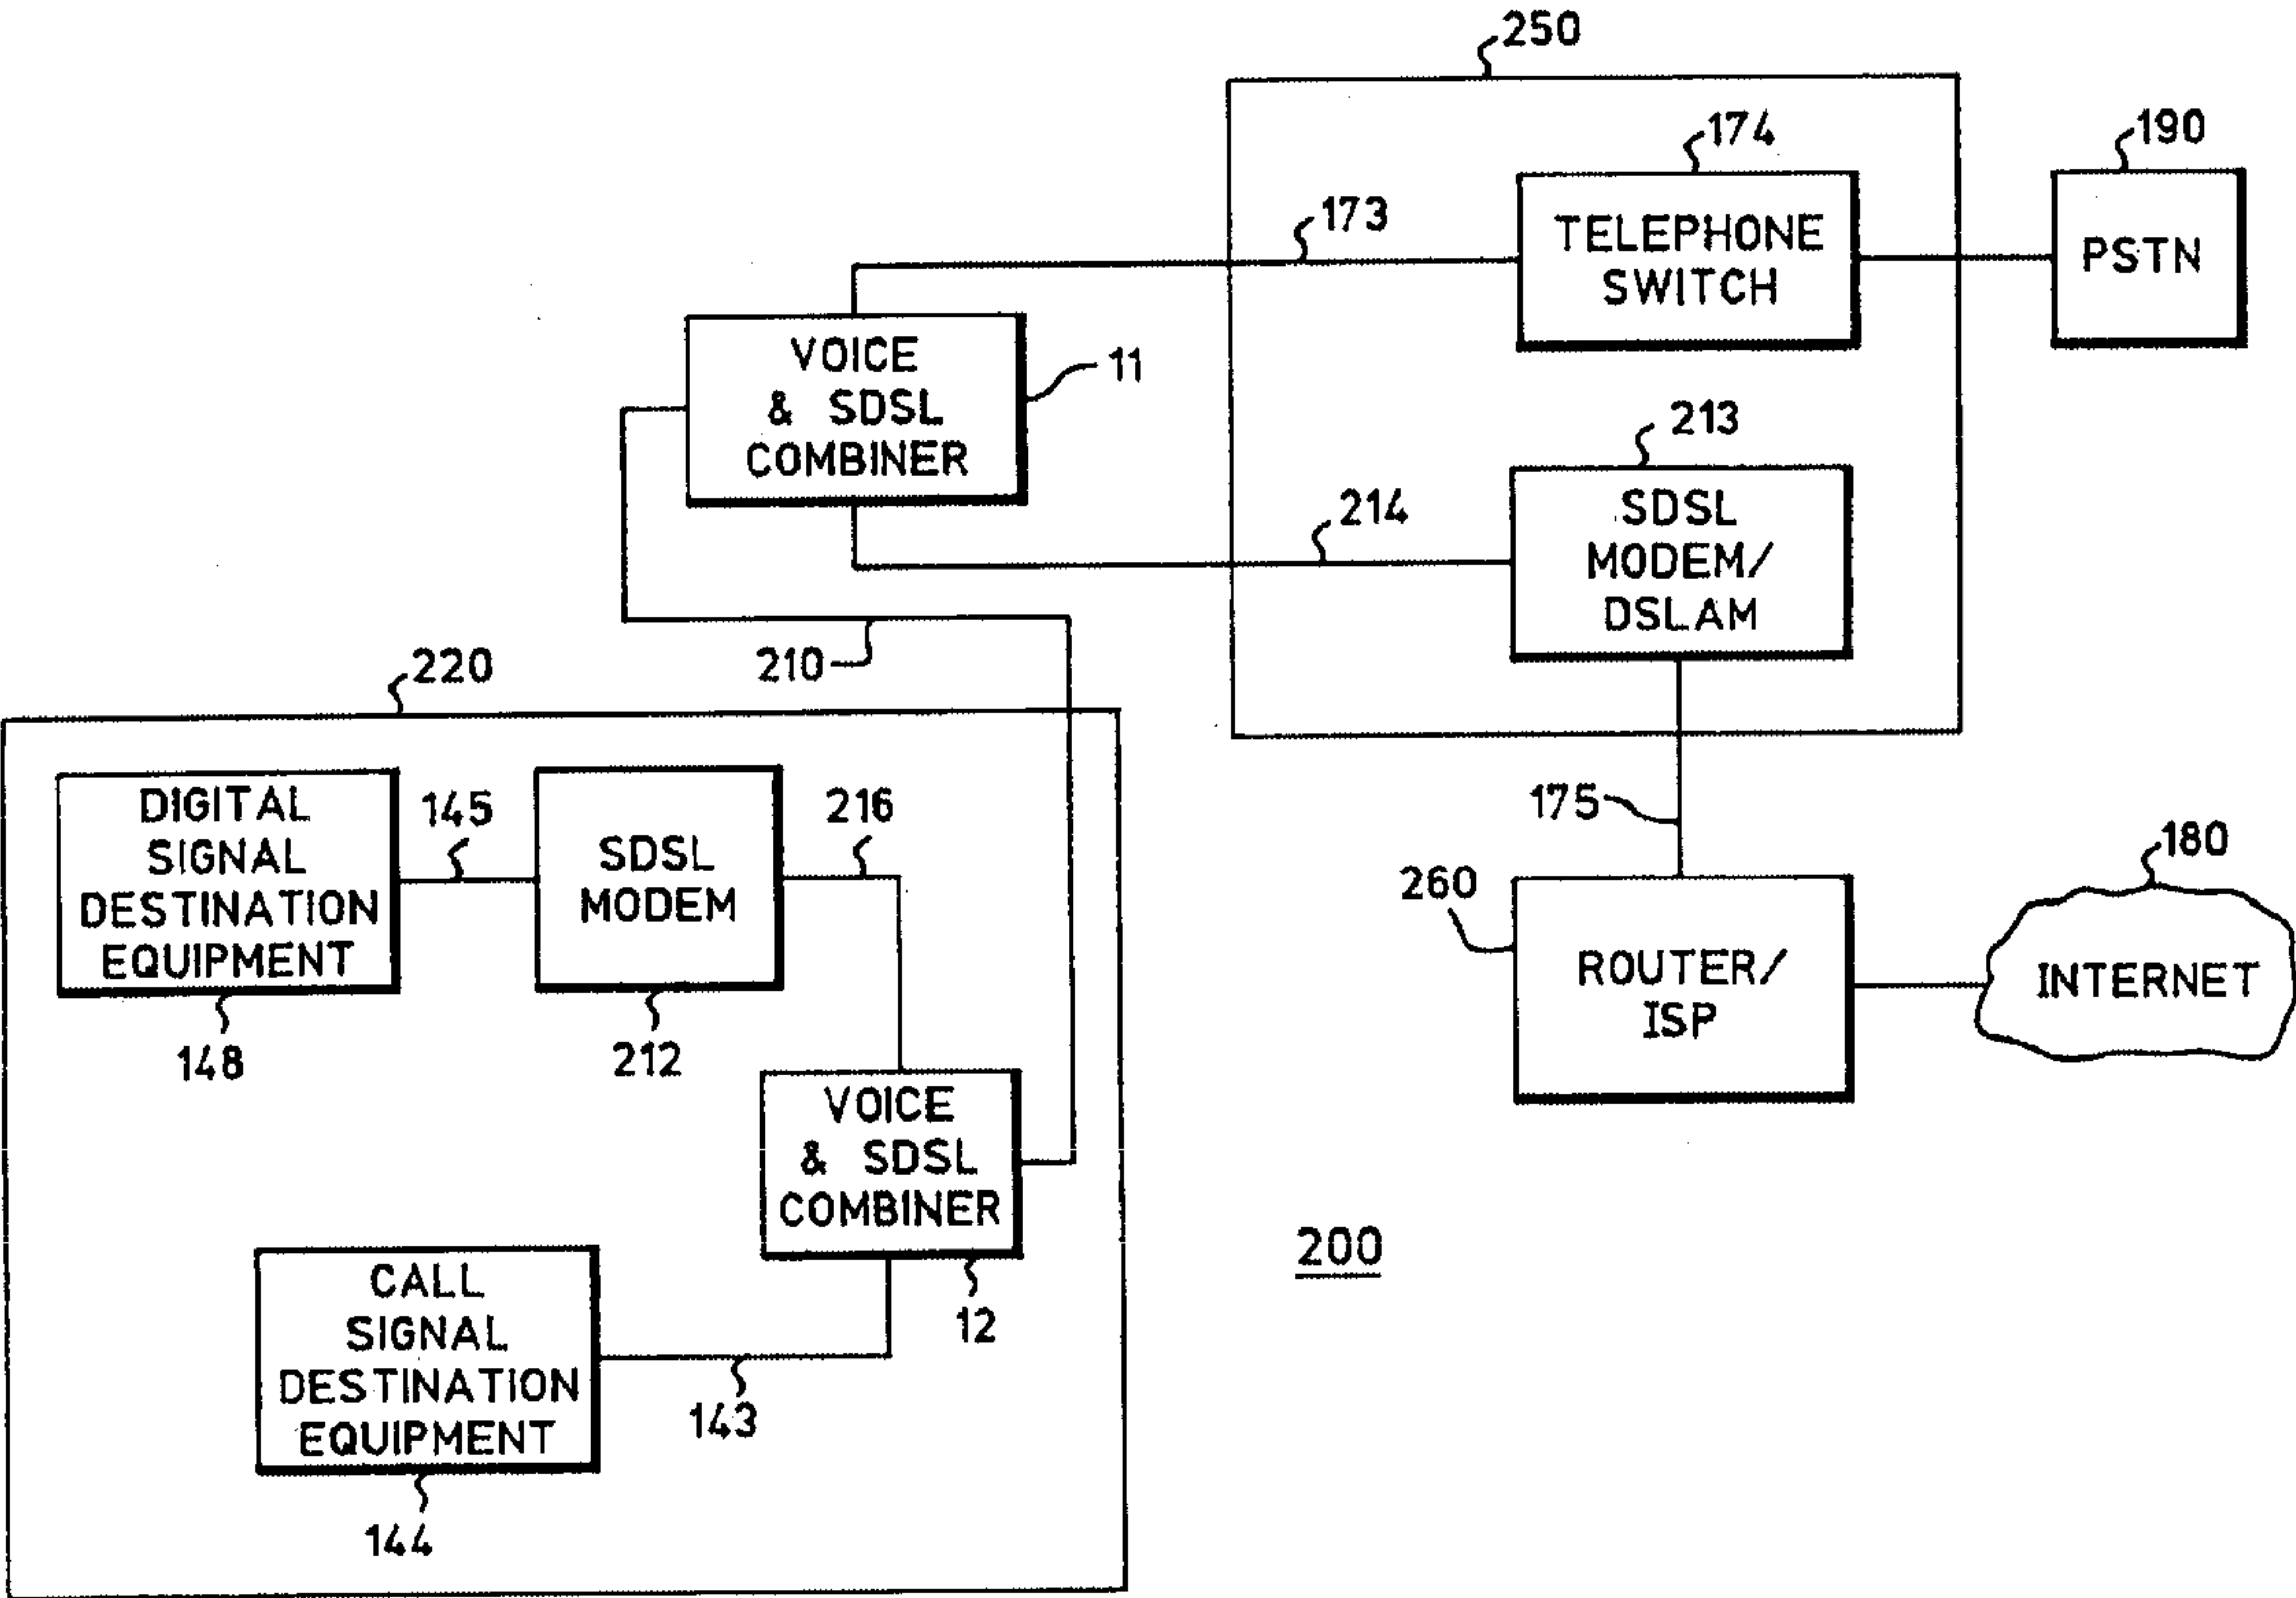 250
174
190
TELEPHONE
SWITCH
PSTN
173
VOICE
& SDSL
COMBINER
11
213
SDSL
MODEM/
DSLAM
214
210
220
175
DIGITAL
SIGNAL
DESTINATION
EQUIPMENT
148
145
SDSL
MODEM
212
216
260
ROUTER/
ISP
180
INTERNET
VOICE
& SDSL
COMBINER
12
200
CALL
SIGNAL
DESTINATION
EQUIPMENT
144
143